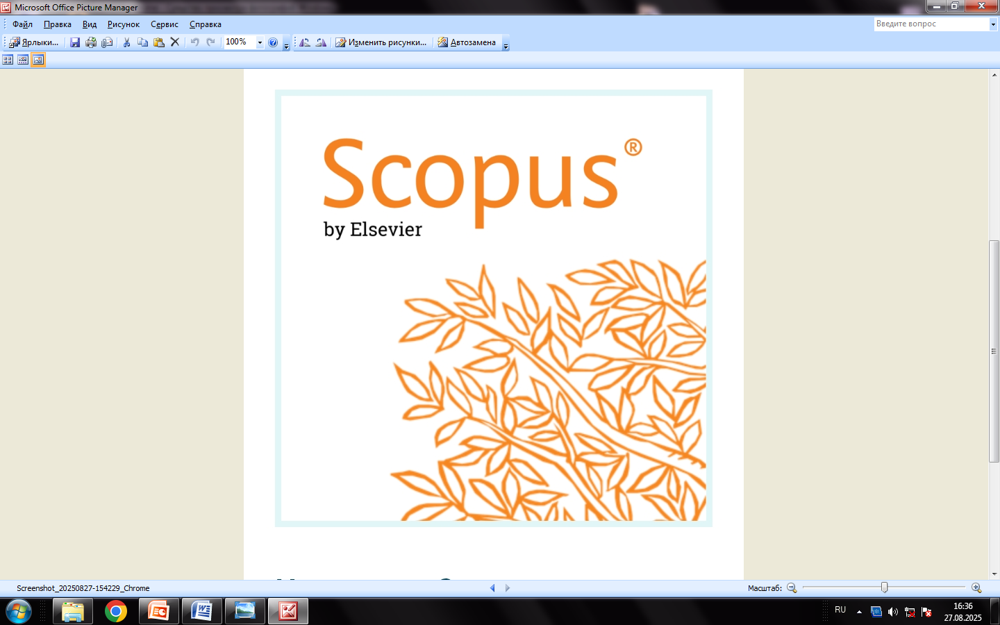 Microsoft Office Picture Manager
Файл Правка Вид Рисунок Сервис Справка
Введите вопрос
Ярлыки...
100%
Изменить рисунки...
Автозамена
Scopus®
by Elsevier
Screenshot_20250827-154229_Chrome
Масштаб:
RU
16:36
27.08.2025